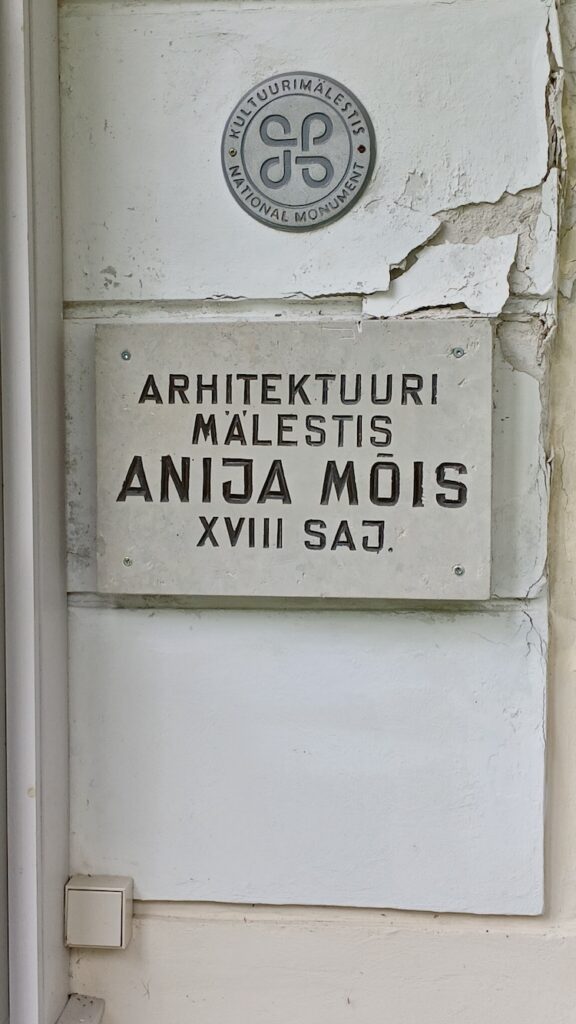 KULTUURIMÄLESTIS
NATIONAL MONUMENT
ARHITEKTUURI
MÄLESTIS
ANIJA MÕIS
XVIII SAJ.